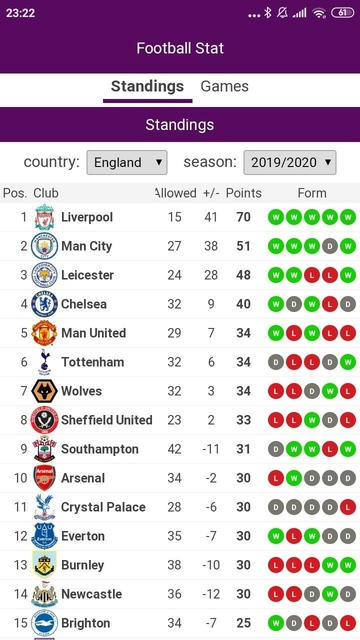 23:22 ... 61
Football Stat
Standings Games
Standings
country: England ▼ season: 2019/2020 ▼
Pos. Club Allowed +/- Points Form
1 Liverpool 15 41 70 W W W W W
2 Man City 27 38 51 W W W D W
3 Leicester 24 28 48 W W L L W
4 Chelsea 32 9 40 W D W L D
5 Man United 29 7 34 W L W L L
6 Tottenham 32 6 34 D L L D W
7 Wolves 32 3 34 L L D W L
8 Sheffield United 23 2 33 L L W D L
9 Southampton 42 -11 31 D W W L W
10 Arsenal 34 -2 30 L W D D D
11 Crystal Palace 28 -6 30 D D D D L
12 Everton 35 -7 30 W L W D D
13 Burnley 38 -10 30 L L L W W
14 Newcastle 36 -12 30 L L D W D
15 Brighton 34 -7 25 W D L D L